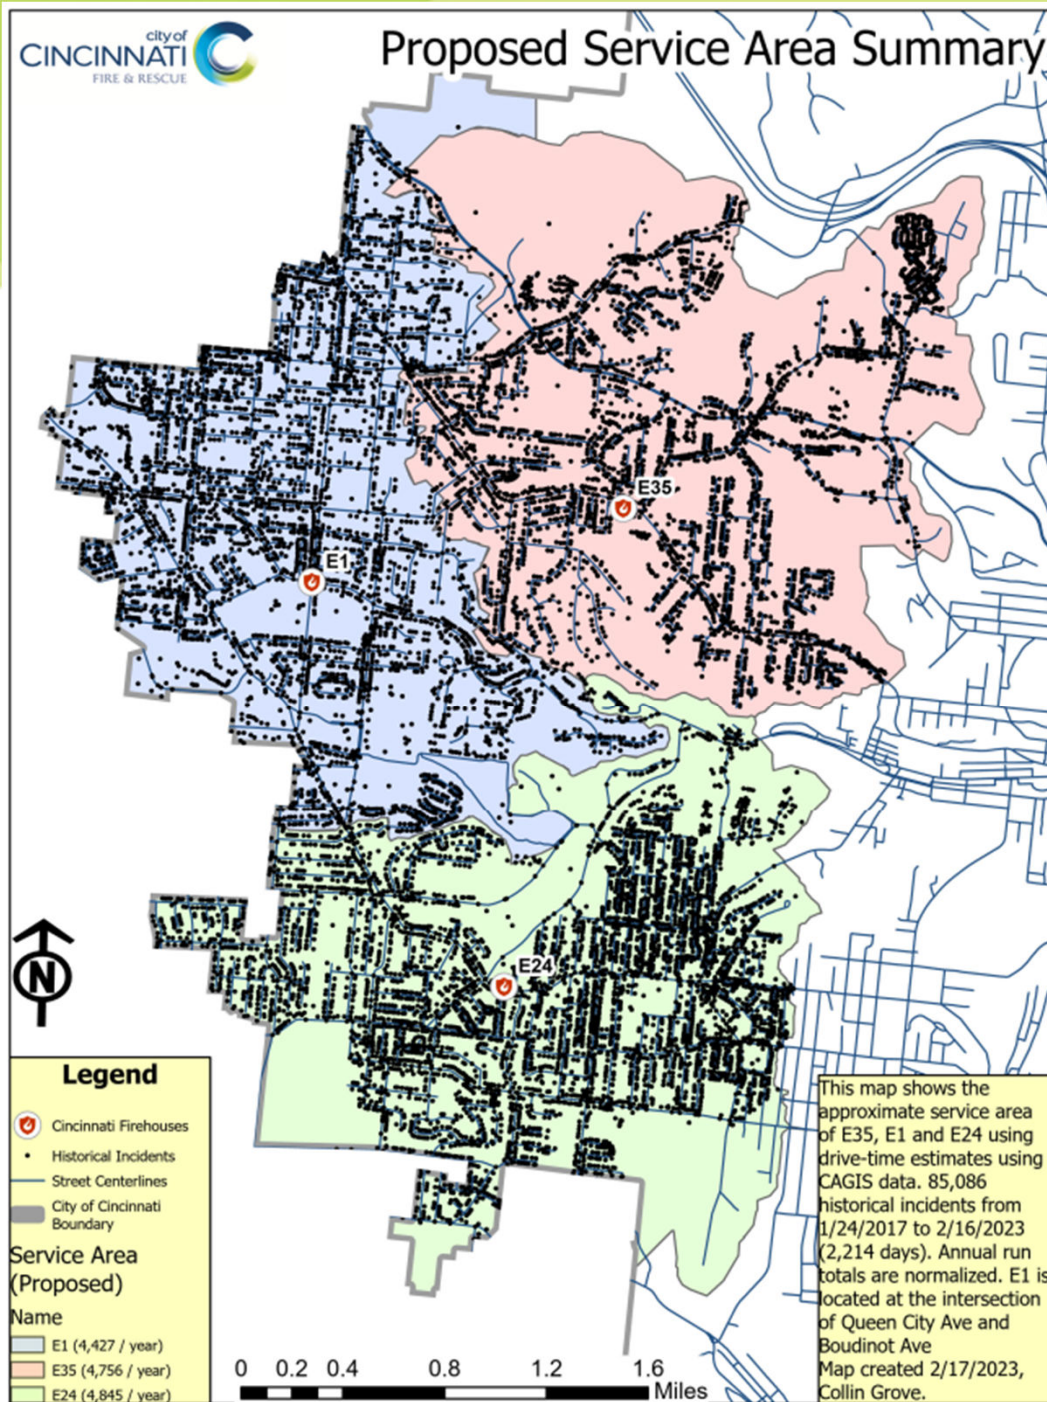 city of
CINCINNATI
FIRE & RESCUE
Proposed Service Area Summary
E35
E1
E24
N
Legend
Cincinnati Firehouses
Historical Incidents
Street Centerlines
City of Cincinnati
Boundary
Service Area
(Proposed)
Name
E1 (4,427 / year)
E35 (4,756 / year)
E24 (4,845 / year)
0 0.2 0.4 0.8 1.2 1.6
Miles
This map shows the
approximate service area
of E35, E1 and E24 using
drive-time estimates using
CAGIS data. 85,086
historical incidents from
1/24/2017 to 2/16/2023
(2,214 days). Annual run
totals are normalized. E1 is
located at the intersection
of Queen City Ave and
Boudinot Ave
Map created 2/17/2023,
Collin Grove.